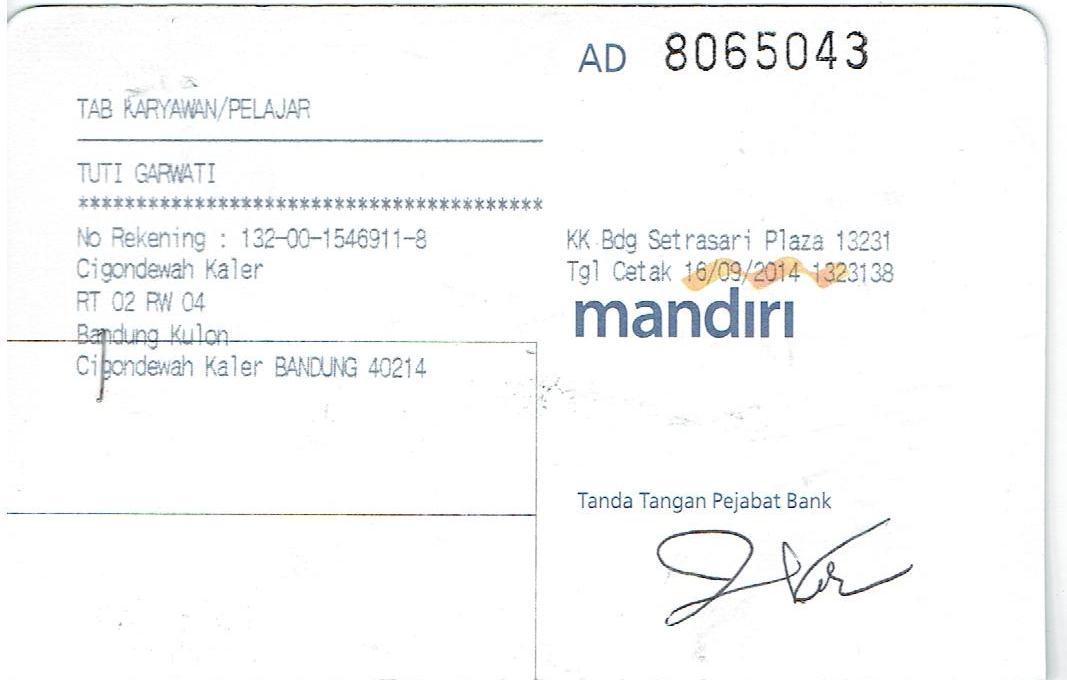 AD 8065043
TAB KARYAWAN/PELAJAR
TUTI GARWATI
****************************************
No Rekening : 132-00-1546911-8
Cigondewah Kaler
RT 02 RW 04
Bandung Kulon
Cigondewah Kaler BANDUNG 40214
KK Bdg Setrasari Plaza 13231
Tgl Cetak 16/09/2014 1323138
mandırı
Tanda Tangan Pejabat Bank